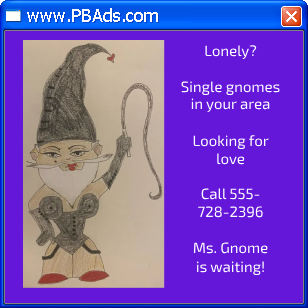 www.PBAds.com
Lonely?
Single gnomes
in your area
Looking for
love
Call 555-
728-2396
Ms. Gnome
is waiting!